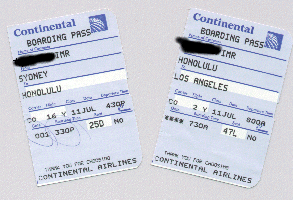 Continental
BOARDING PASS
MR
SYDNEY
HONOLULU
CO 16 Y 11JUL 430P
001 330P 25D NO
THANK YOU FOR CHOOSING
CONTINENTAL AIRLINES
Continental
BOARDING PASS
MR
HONOLULU
LOS ANGELES
CO 2 Y 11JUL 800A
**** 730A 47L NO
THANK YOU FOR CHOOSING
CONTINENTAL AIRLINES